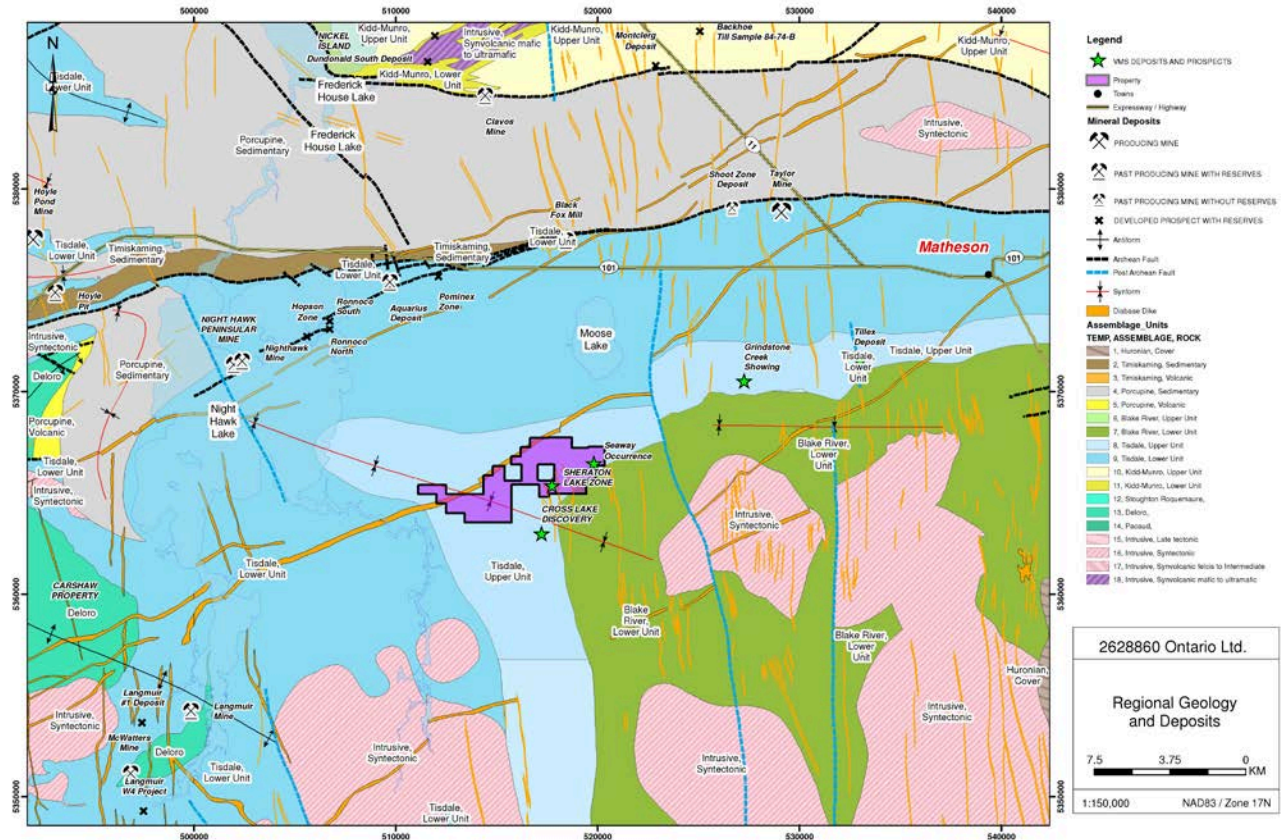 500000
510000
520000
530000
540000
N
Tisdale,
Lower Unit
NICKEL
ISLAND
Kidd-Munro,
Upper Unit
Intrusive,
Synvolcanic mafic
to ultramafic
Kidd-Munro,
Upper Unit
Montclerg
Deposit
Backhoe
Till Sample 84-74-B
Kidd-Munro,
Upper Unit
Dundonald South Deposit
Kidd-Munro, Lower
Unit
Frederick
House Lake
Frederick
House Lake
Clavos
Mine
Porcupine,
Sedimentary
Intrusive,
Syntectonic
11
5380000
5380000
Hoyle
Pond
Mine
Shoot Zone
Deposit
Taylor
Mine
Black
Fox Mill
Tisdale,
Lower Unit
Timiskaming,
Sedimentary
Timiskaming,
Sedimentary
Tisdale,
Lower Unit
Tisdale,
Lower Unit
Matheson
101
101
Hoyle
Pit
Hopson
Zone
Ronnoco
South
Aquarius
Deposit
Pominex
Zone
NIGHT HAWK
PENINSULAR
MINE
Nighthawk
Mine
Ronnoco
North
Moose
Lake
Intrusive,
Syntectonic
Deloro
Porcupine,
Sedimentary
Grindstone
Creek
Showing
Tilles
Deposit
Tisdale,
Lower
Unit
Tisdale, Upper Unit
5370000
5370000
Night
Hawk
Lake
Porcupine,
Volcanic
Tisdale,
Lower Unit
Intrusive,
Syntectonic
Seaway
Occurrence
SHERATON
LAKE ZONE
CROSS LAKE
DISCOVERY
Blake River,
Lower
Unit
Intrusive,
Syntectonic
Tisdale,
Lower Unit
Tisdale,
Upper Unit
5360000
5360000
CARSHAW
PROPERTY
Deloro
Blake
River,
Lower Unit
Blake River,
Lower
Unit
Huronian,
Cover
Langmuir
#1 Deposit
Langmuir
Mine
Intrusive,
Syntectonic
McWatters
Mine
Deloro
Tisdale,
Lower Unit
Langmuir
W4 Project
Intrusive,
Syntectonic
Intrusive,
Syntectonic
Intrusive,
Syntectonic
Tisdale,
Lower Unit
5350000
5350000
500000
510000
520000
530000
540000
Legend
VMS DEPOSITS AND PROSPECTS
Property
Towns
Expressway / Highway
Mineral Deposits
PRODUCING MINE
PAST PRODUCING MINE WITH RESERVES
PAST PRODUCING MINE WITHOUT RESERVES
DEVELOPED PROSPECT WITH RESERVES
Antiform
Archean Fault
Post Archean Fault
Synform
Diabase Dike
Assemblage_Units
TEMP, ASSEMBLAGE, ROCK
1, Huronian, Cover
2, Timiskaming, Sedimentary
3, Timiskaming, Volcanic
4, Porcupine, Sedimentary
5, Porcupine, Volcanic
6, Blake River, Upper Unit
7, Blake River, Lower Unit
8, Tisdale, Upper Unit
9, Tisdale, Lower Unit
10, Kidd-Munro, Upper Unit
11, Kidd-Munro, Lower Unit
12, Stoughton Roquemaure,
13, Deloro,
14, Pacaud,
15, Intrusive, Late tectonic
16, Intrusive, Syntectonic
17, Intrusive, Synvolcanic felsic to Intermediate
18, Intrusive, Synvolcanic mafic to ultramafic
2628860 Ontario Ltd.
Regional Geology
and Deposits
7.5
3.75
0
KM
1:150,000
NAD83 / Zone 17N